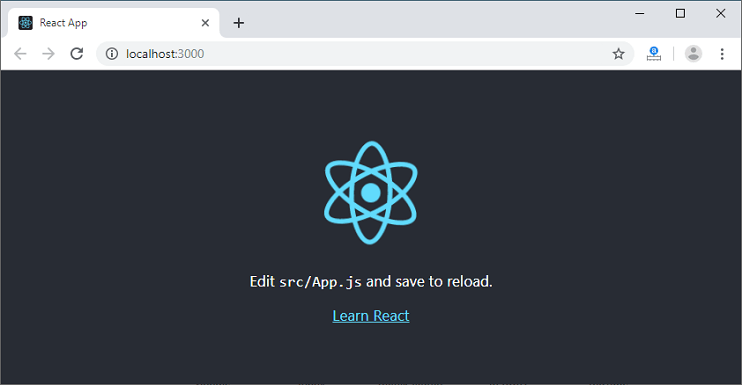 React App
localhost:3000
Edit src/App.js and save to reload.
Learn React